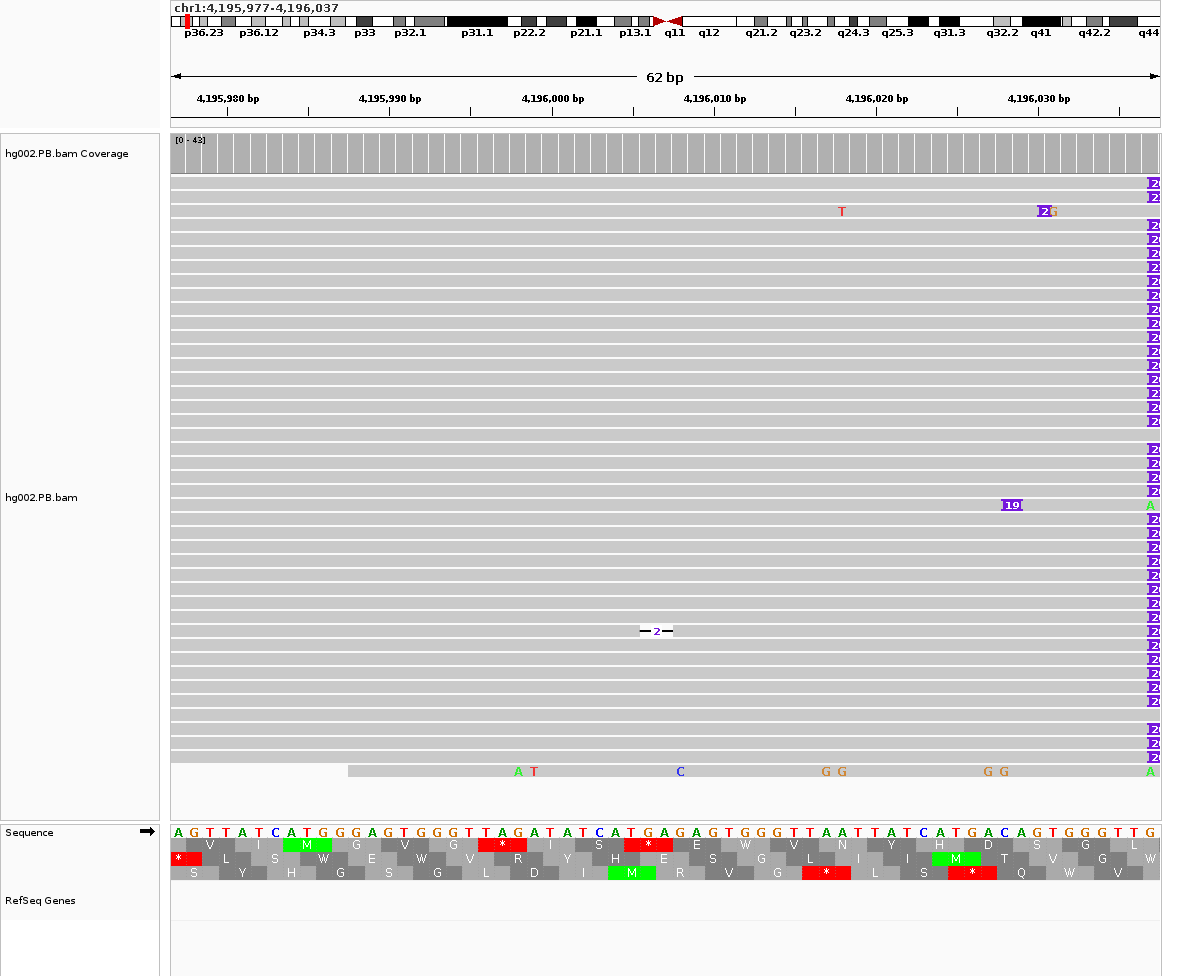 chr1:4,195,977-4,196,037
p36.23 p36.12 p34.3 p33 p32.1 p31.1 p22.2 p21.1 p13.1 q11 q12 q21.2 q23.2 q24.3 q25.3 q31.3 q32.2 q41 q42.2 q44
62 bp
4,195,980 bp 4,195,990 bp 4,196,000 bp 4,196,010 bp 4,196,020 bp 4,196,030 bp
hg002.PB.bam Coverage
[0 - 43]
T 2 G
hg002.PB.bam
19 A
2
A T C G G G G A
Sequence
A G T T A T C A T G G G A G T G G G T T A G A T A T C A T G A G A G T G G G T T A A T T A T C A T G A C A G T G G G T T G
V I M G V G * I S * E W V N Y H D S G L
* L S W E W V R Y H E S G L I I M T V G W
S Y H G S G L D I M R V G * L S * Q W V
RefSeq Genes